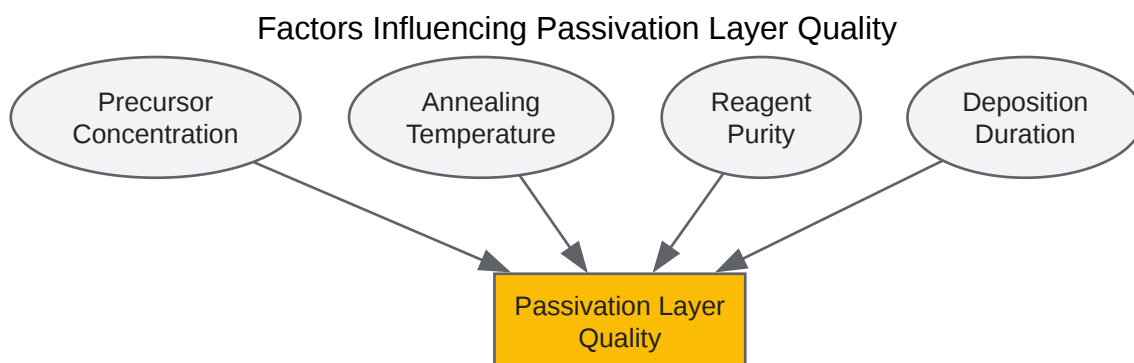 Factors Influencing Passivation Layer Quality
Precursor
Concentration
Annealing
Temperature
Reagent
Purity
Deposition
Duration
Passivation Layer
Quality